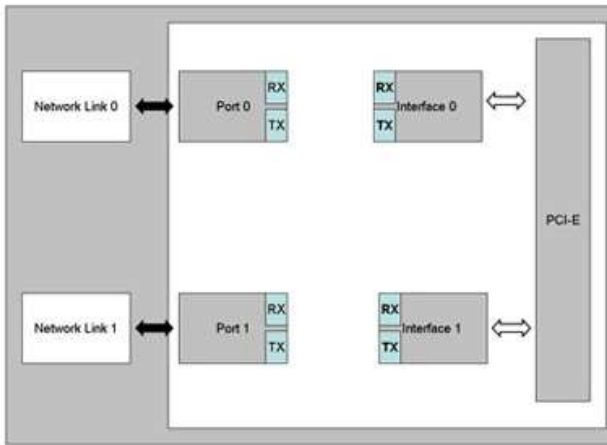 RX
RX
Network Link 0
Port 0
Interface 0
TX
TX
PCI-E
RX
RX
Network Link 1
Port 1
Interface 1
TX
TX